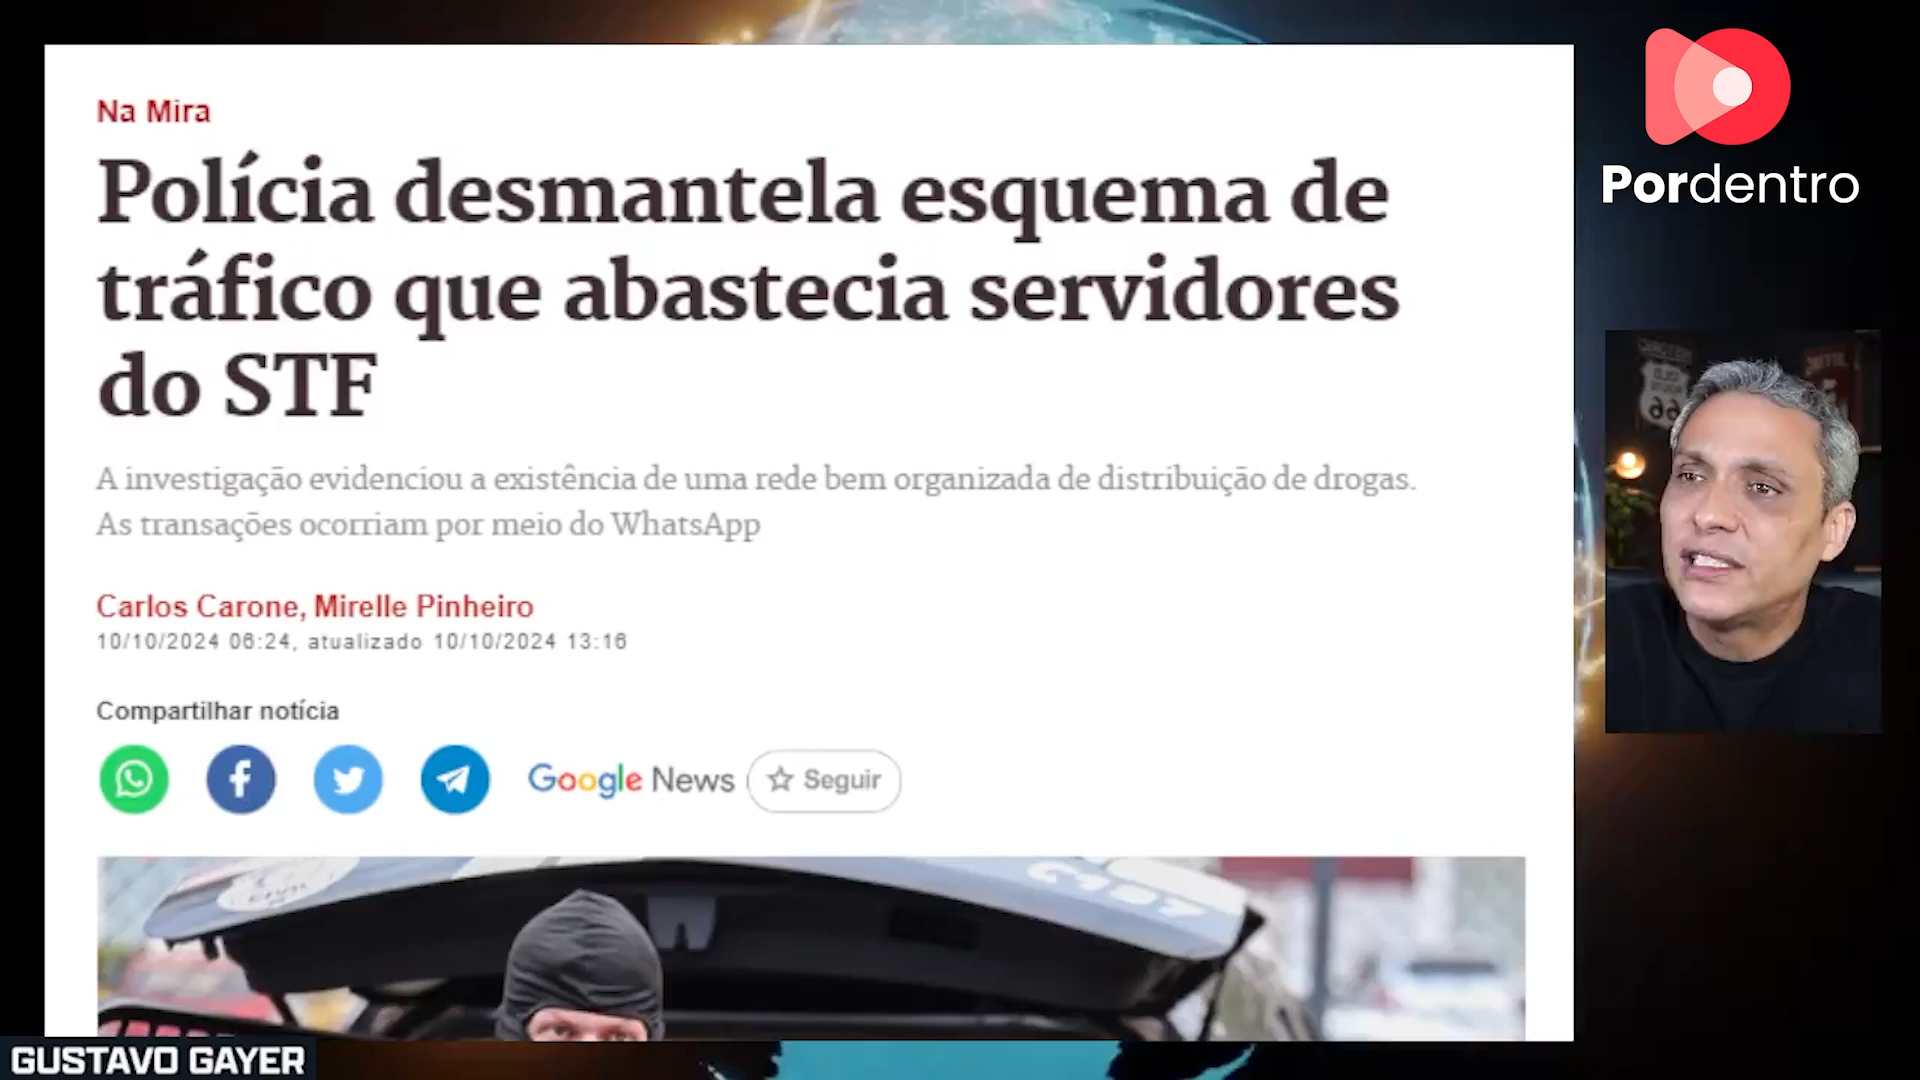 Na Mira
Polícia desmantela esquema de
tráfico que abastecia servidores
do STF
A investigação evidenciou a existência de uma rede bem organizada de distribuição de drogas.
As transações ocorriam por meio do WhatsApp
Carlos Carone, Mirelle Pinheiro
10/10/2024 06:24, atualizado 10/10/2024 13:16
Compartilhar notícia
Google News
Seguir
Pordentro
66
GUSTAVO GAYER